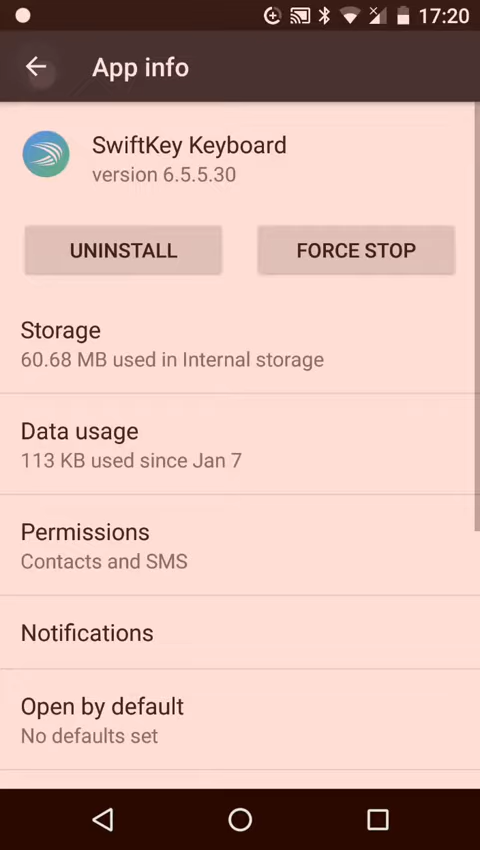 17:20
App info
SwiftKey Keyboard
version 6.5.5.30
UNINSTALL
FORCE STOP
Storage
60.68 MB used in Internal storage
Data usage
113 KB used since Jan 7
Permissions
Contacts and SMS
Notifications
Open by default
No defaults set